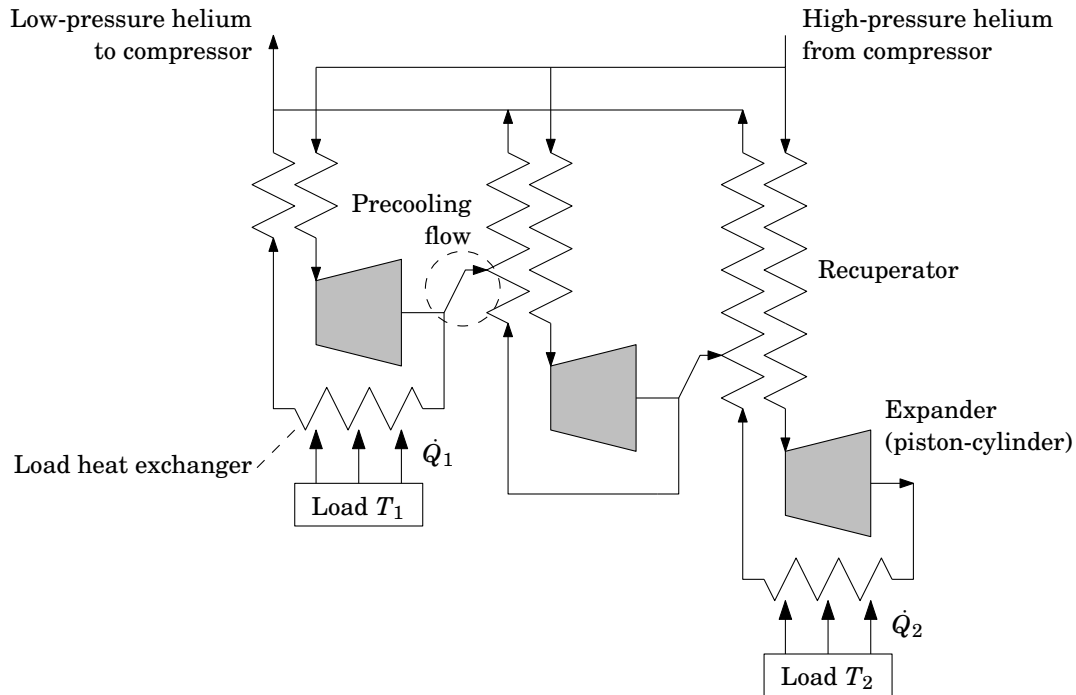 Low-pressure helium
to compressor
High-pressure helium
from compressor
Precooling
flow
Recuperator
Expander
(piston-cylinder)
Load heat exchanger
Q̇₁
Load T₁
Q̇₂
Load T₂